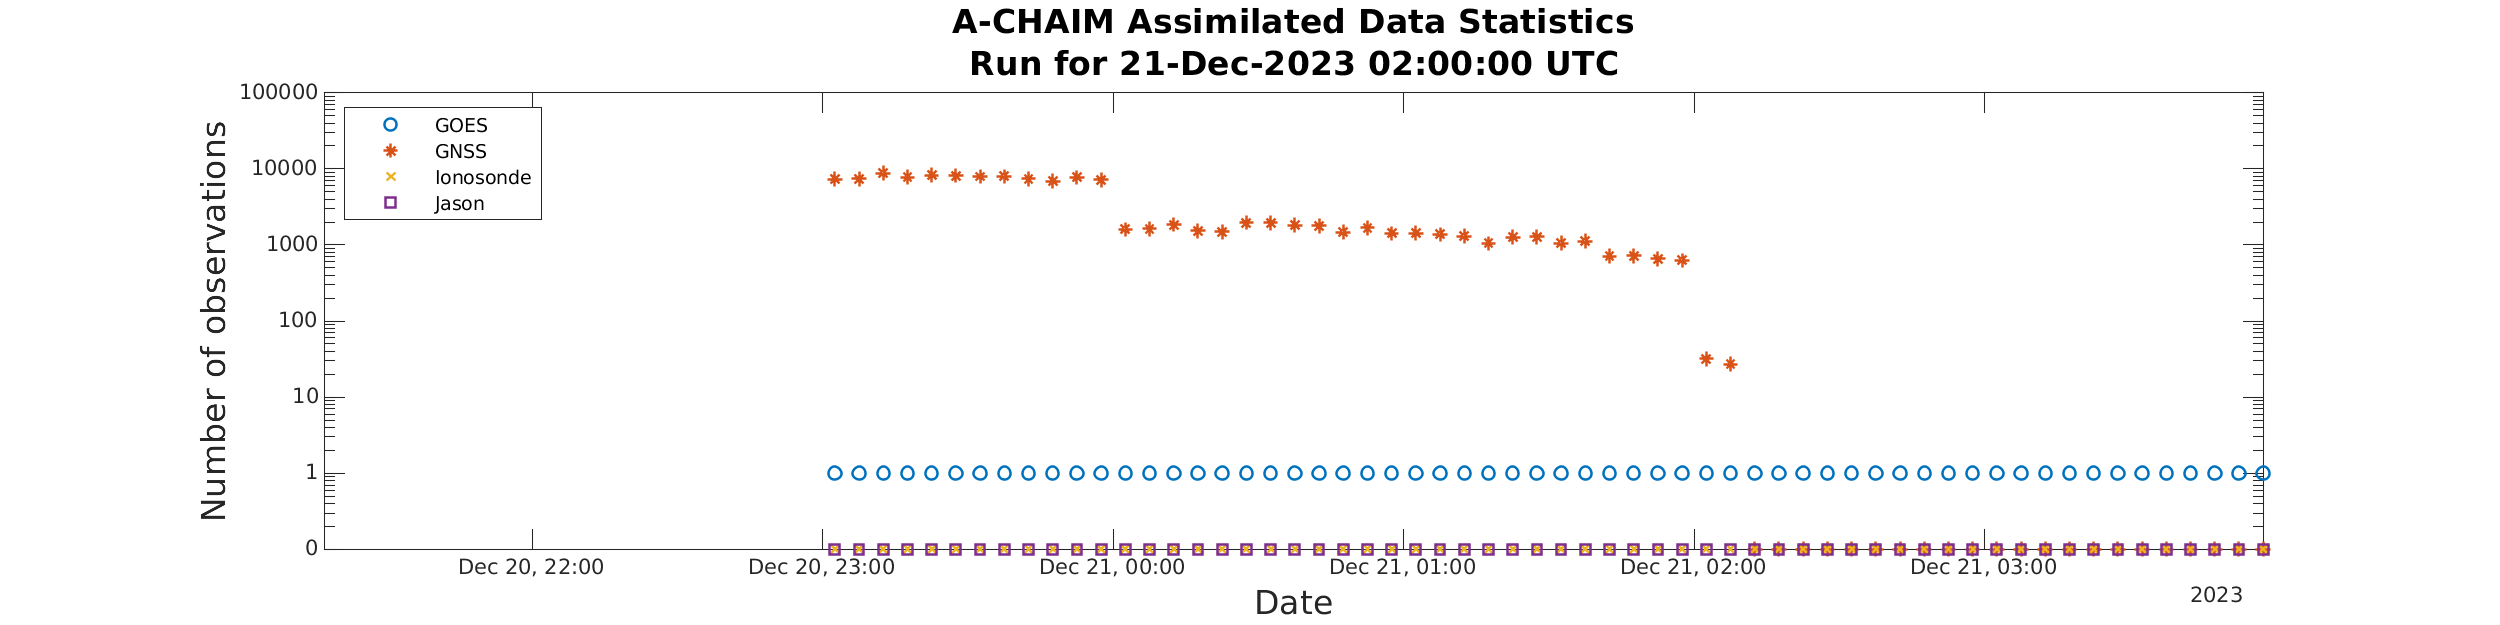 A-CHAIM Assimilated Data Statistics
Run for 21-Dec-2023 02:00:00 UTC
100000
10000
1000
100
10
1
0
Number of observations
GOES
GNSS
Ionosonde
Jason
Dec 20, 22:00
Dec 20, 23:00
Dec 21, 00:00
Dec 21, 01:00
Dec 21, 02:00
Dec 21, 03:00
Date
2023